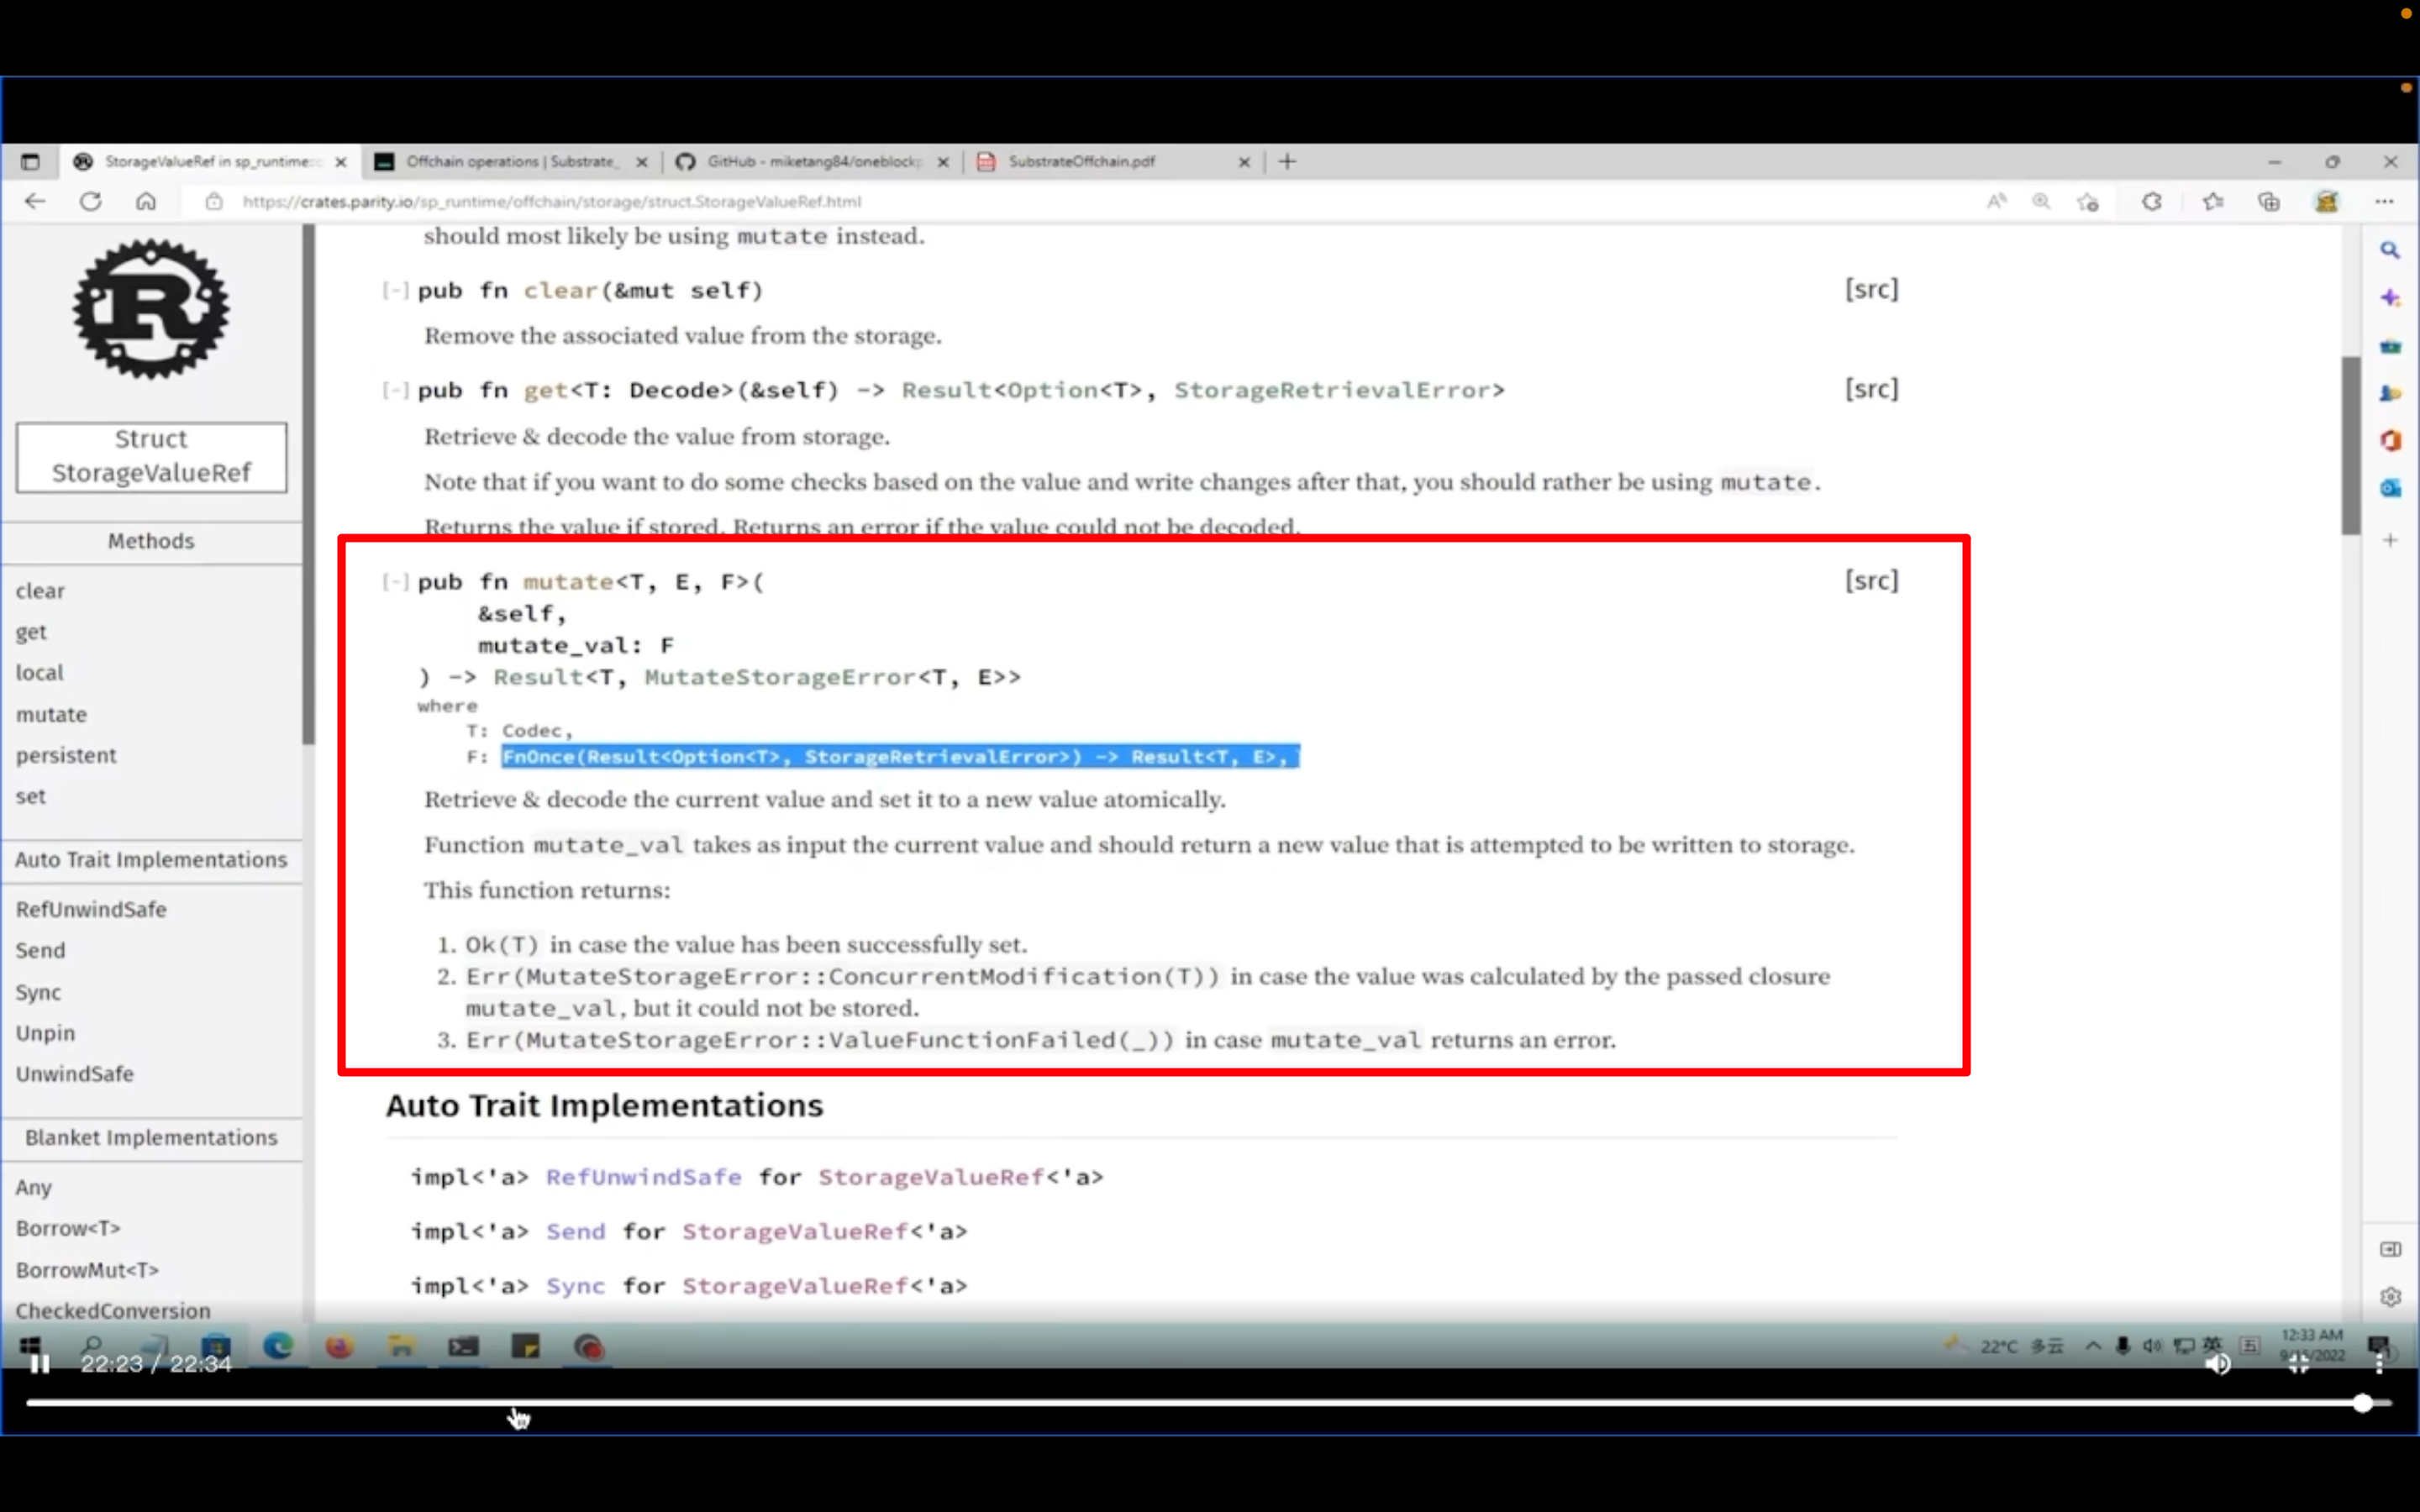 StorageValueRef in sp_runtime::o
Offchain operations | Substrate_
GitHub - miketang84/oneblockp
SubstrateOffchain.pdf
https://crates.parity.io/sp_runtime/offchain/storage/struct.StorageValueRef.html
R
Struct
StorageValueRef
Methods
clear
get
local
mutate
persistent
set
Auto Trait Implementations
RefUnwindSafe
Send
Sync
Unpin
UnwindSafe
Blanket Implementations
Any
Borrow<T>
BorrowMut<T>
CheckedConversion
should most likely be using mutate instead.
[-] pub fn clear(&mut self) [src]
Remove the associated value from the storage.
[-] pub fn get<T: Decode>(&self) -> Result<Option<T>, StorageRetrievalError> [src]
Retrieve & decode the value from storage.
Note that if you want to do some checks based on the value and write changes after that, you should rather be using mutate.
Returns the value if stored. Returns an error if the value could not be decoded.
[-] pub fn mutate<T, E, F>( [src]
&self,
mutate_val: F
) -> Result<T, MutateStorageError<T, E>>
where
T: Codec,
F: FnOnce(Result<Option<T>, StorageRetrievalError>) -> Result<T, E>,
Retrieve & decode the current value and set it to a new value atomically.
Function mutate_val takes as input the current value and should return a new value that is attempted to be written to storage.
This function returns:
1. Ok(T) in case the value has been successfully set.
2. Err(MutateStorageError::ConcurrentModification(T)) in case the value was calculated by the passed closure
mutate_val, but it could not be stored.
3. Err(MutateStorageError::ValueFunctionFailed(_)) in case mutate_val returns an error.
Auto Trait Implementations
impl<'a> RefUnwindSafe for StorageValueRef<'a>
impl<'a> Send for StorageValueRef<'a>
impl<'a> Sync for StorageValueRef<'a>
22°C 多云
英
12:33 AM
9/15/2022
22:23 / 22:34